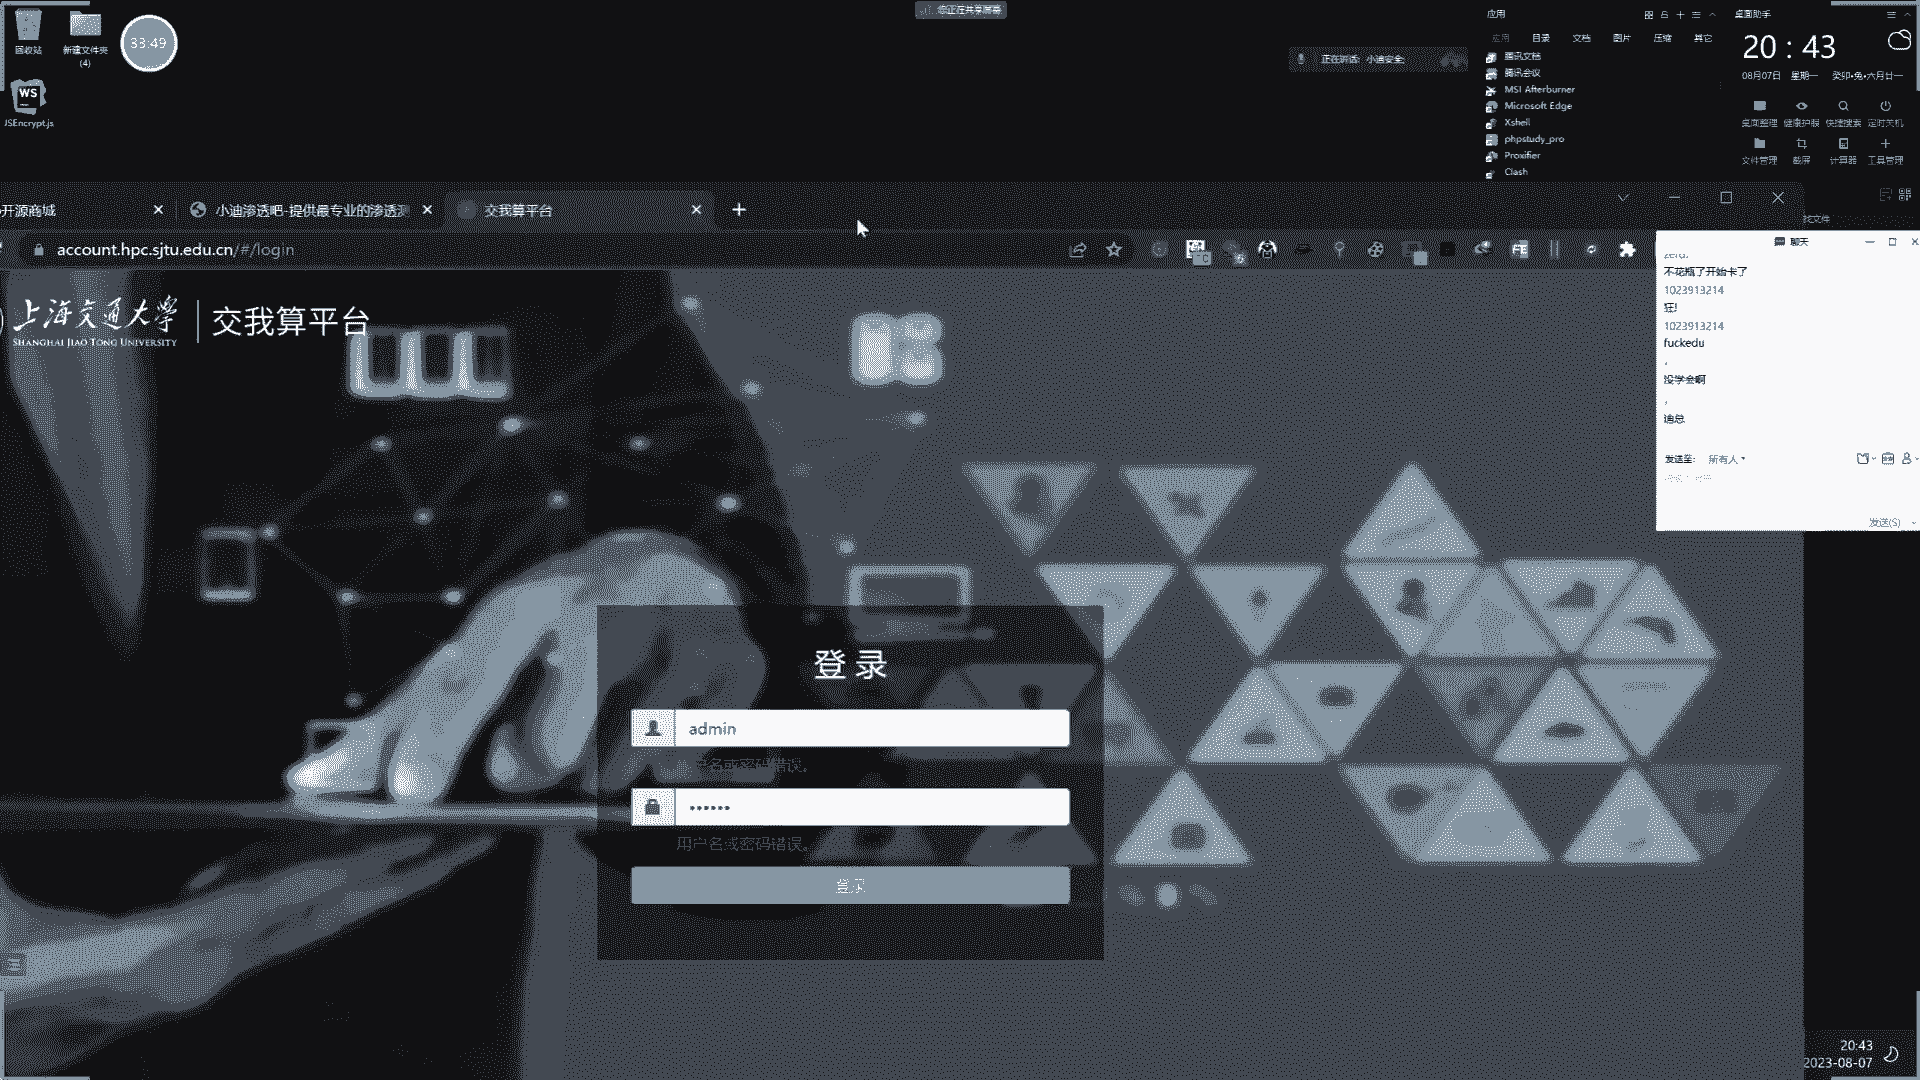 你正在共享屏幕
回收站
新建文件夹
(4)
33:49
WS
JSEncrypt.js
正在讲话: 小迪安全;
应用
应用 目录 文档 图片 压缩 其它
腾讯文档
腾讯会议
MSI Afterburner
Microsoft Edge
Xshell
phpstudy_pro
Proxifier
Clash
桌面助手
20 : 43
08月07日 星期一 癸卯•兔•六月廿一
桌面整理 健康护眼 快捷搜索 定时关机
文件管理 截屏 计算器 工具管理
开源商城
小迪渗透吧-提供最专业的渗透测
交我算平台
account.hpc.sjtu.edu.cn/#/login
上海交通大学
SHANGHAI JIAO TONG UNIVERSITY
交我算平台
聊天
不花瓶了开始卡了
1023913214
狂!
1023913214
fuckedu
,
没学会啊
,
迪总
发送至: 所有人
发送(S)
登录
admin
户名或密码错误。
••••••
用户名或密码错误。
登录
20:43
2023-08-07